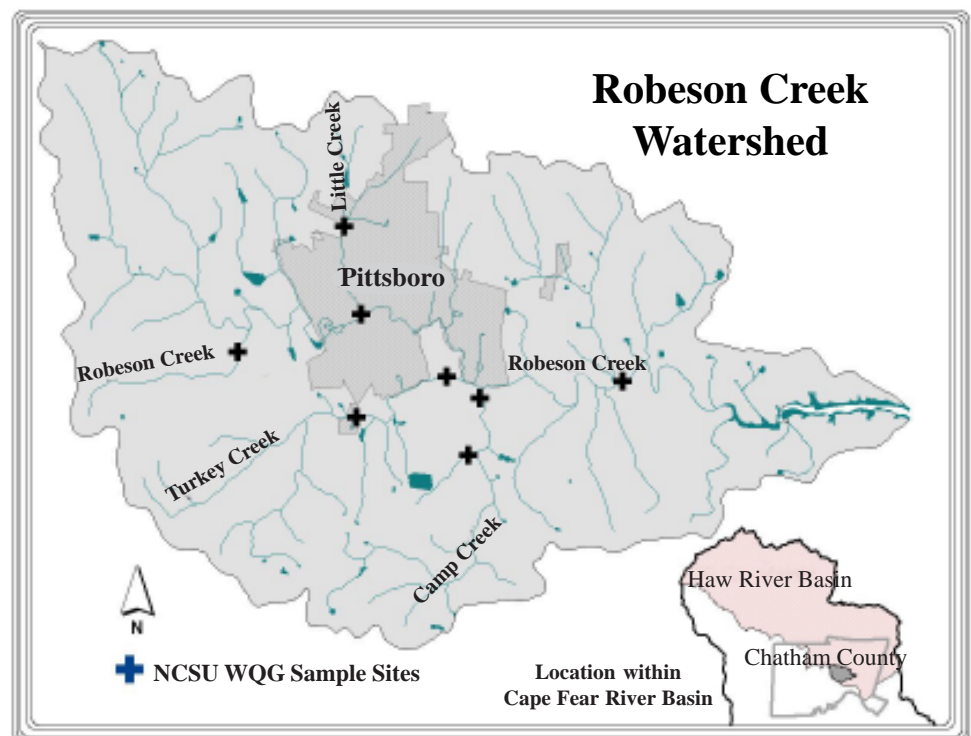 Robeson Creek
Watershed
Little Creek
Pittsboro
Robeson Creek
Robeson Creek
Turkey Creek
Camp Creek
Haw River Basin
Chatham County
N
NCSU WQG Sample Sites
Location within
Cape Fear River Basin